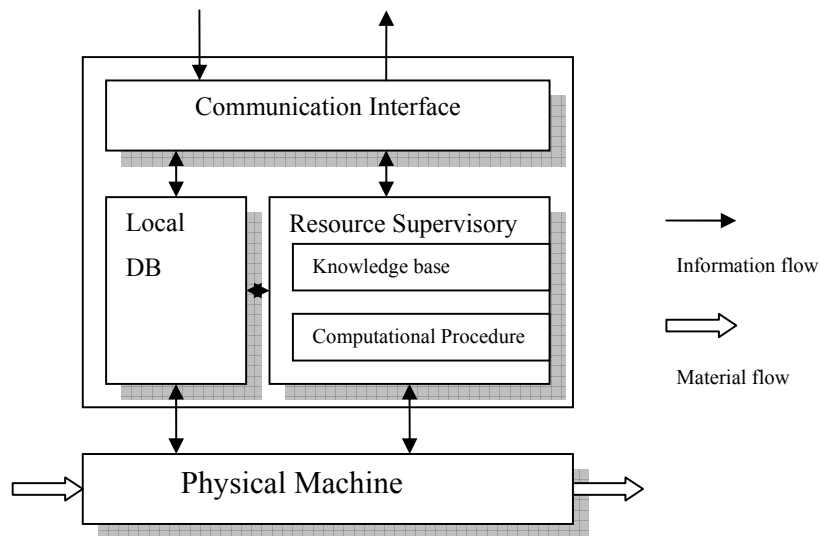 Communication Interface
Local
DB
Resource Supervisory
Knowledge base
Computational Procedure
Information flow
Material flow
Physical Machine